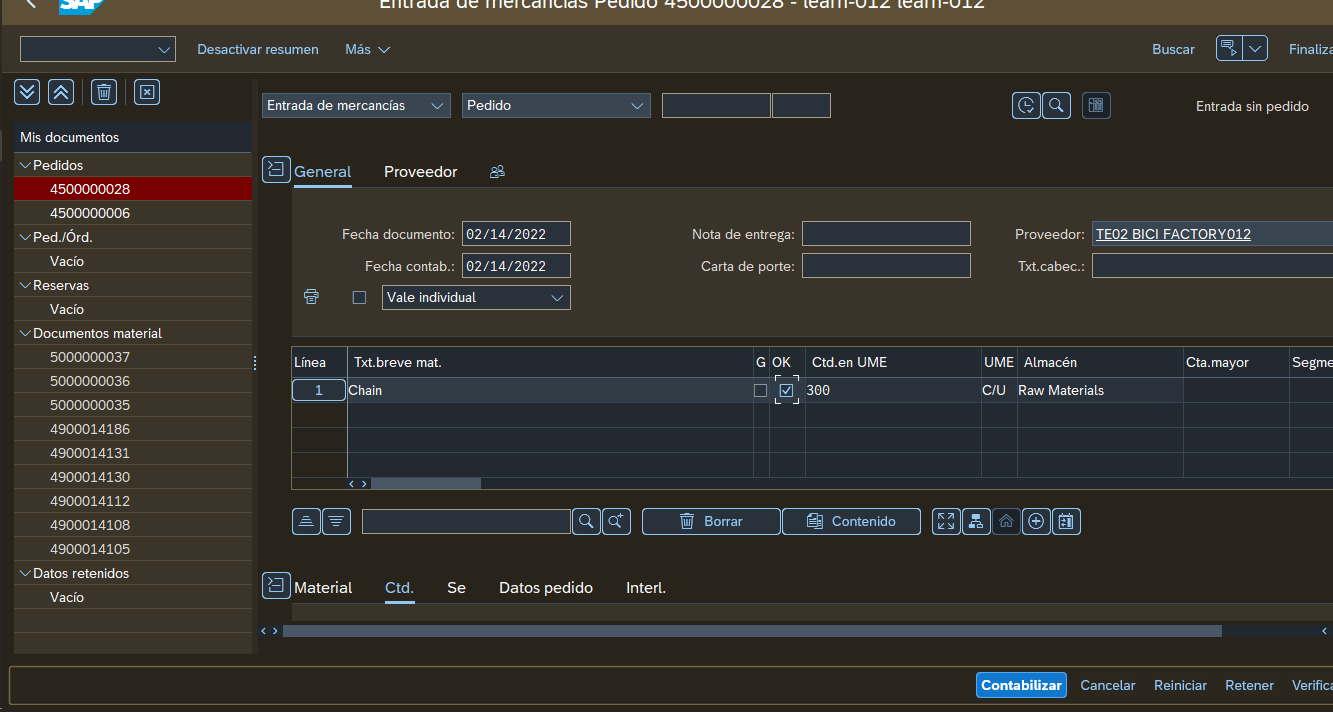 SAP
Entrada de mercancías Pedido 4500000028 - learn-012 learn-012
Desactivar resumen Más Buscar
Entrada de mercancías Pedido Entrada sin pedido
Mis documentos
Pedidos
4500000028
4500000006
Ped./Órd.
Vacío
Reservas
Vacío
Documentos material
5000000037
5000000036
5000000035
4900014186
4900014131
4900014130
4900014112
4900014108
4900014105
Datos retenidos
Vacío
General Proveedor
Fecha documento: 02/14/2022 Nota de entrega: Proveedor: TE02 BICI FACTORY012
Fecha contab.: 02/14/2022 Carta de porte: Txt.cabec.:
Vale individual
Línea Txt.breve mat. G OK Ctd.en UME UME Almacén Cta.mayor Segme
1 Chain 300 C/U Raw Materials
Borrar Contenido
Material Ctd. Se Datos pedido Interl.
Contabilizar Cancelar Reiniciar Retener